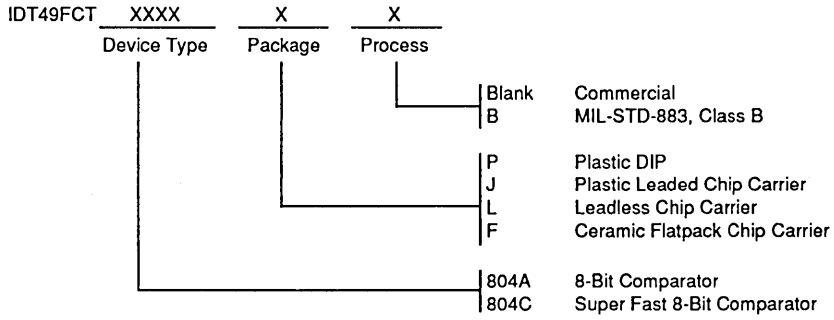 IDT49FCT XXXX X X
Device Type Package Process
Blank Commercial
B MIL-STD-883, Class B
P Plastic DIP
J Plastic Leaded Chip Carrier
L Leadless Chip Carrier
F Ceramic Flatpack Chip Carrier
804A 8-Bit Comparator
804C Super Fast 8-Bit Comparator